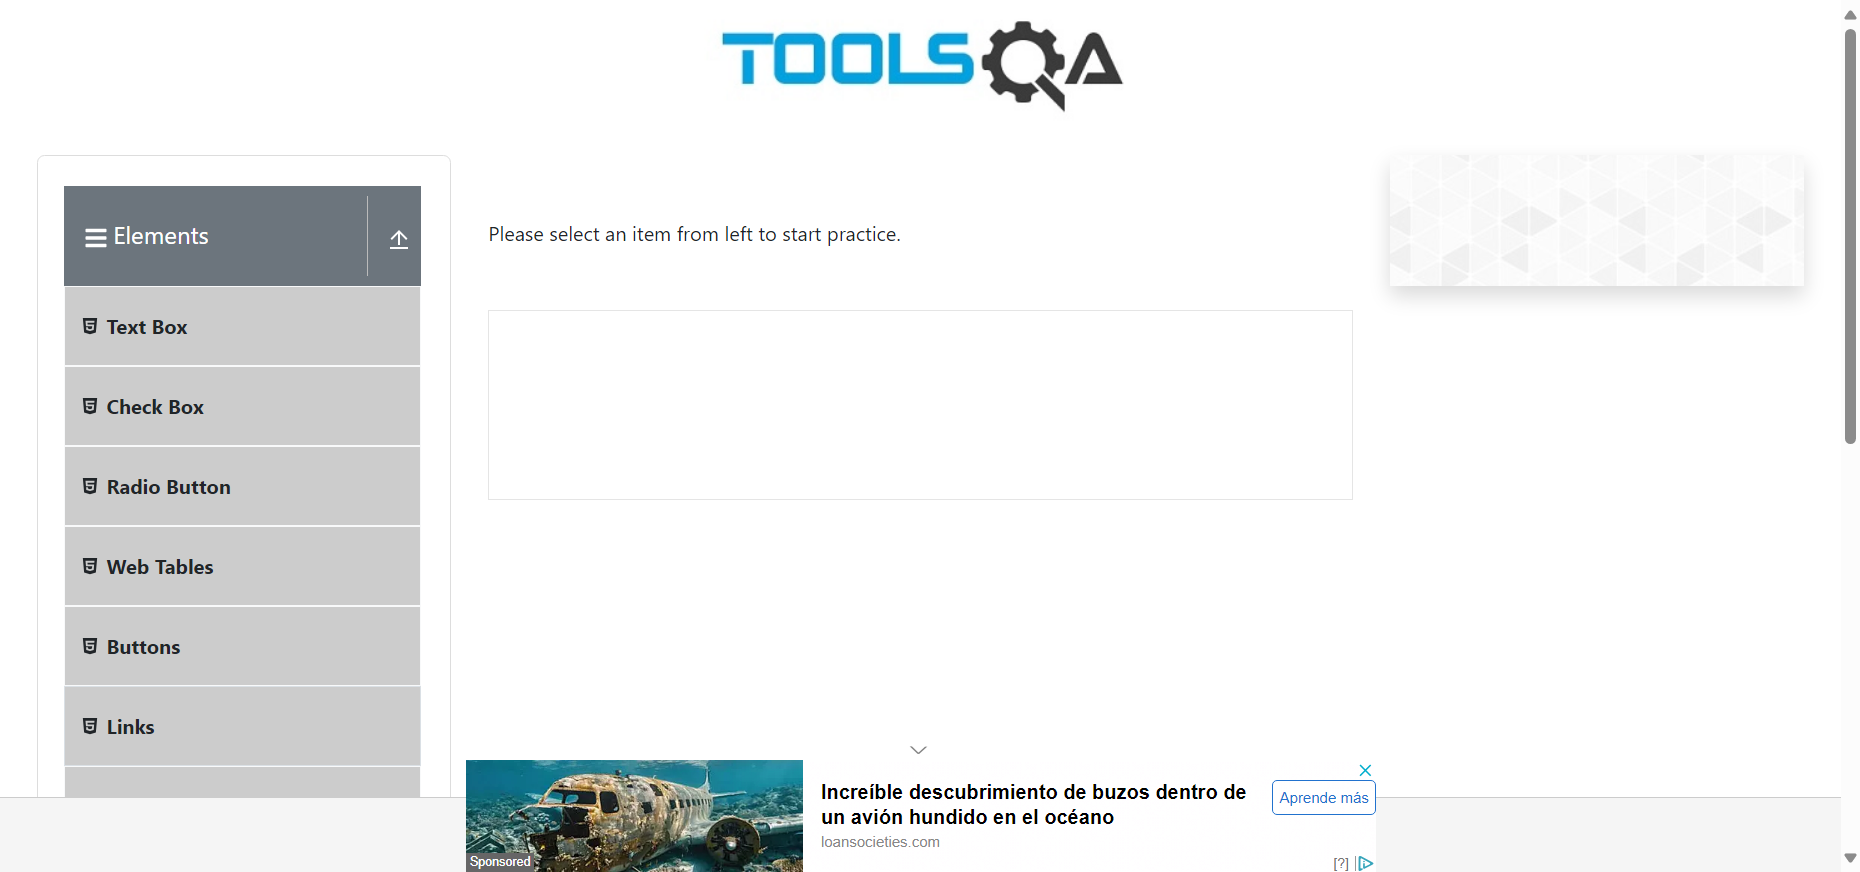 TOOLSQA
Elements
Please select an item from left to start practice.
Text Box
Check Box
Radio Button
Web Tables
Buttons
Links
Increíble descubrimiento de buzos dentro de
un avión hundido en el océano
loansocieties.com
Aprende más
Sponsored
[?]